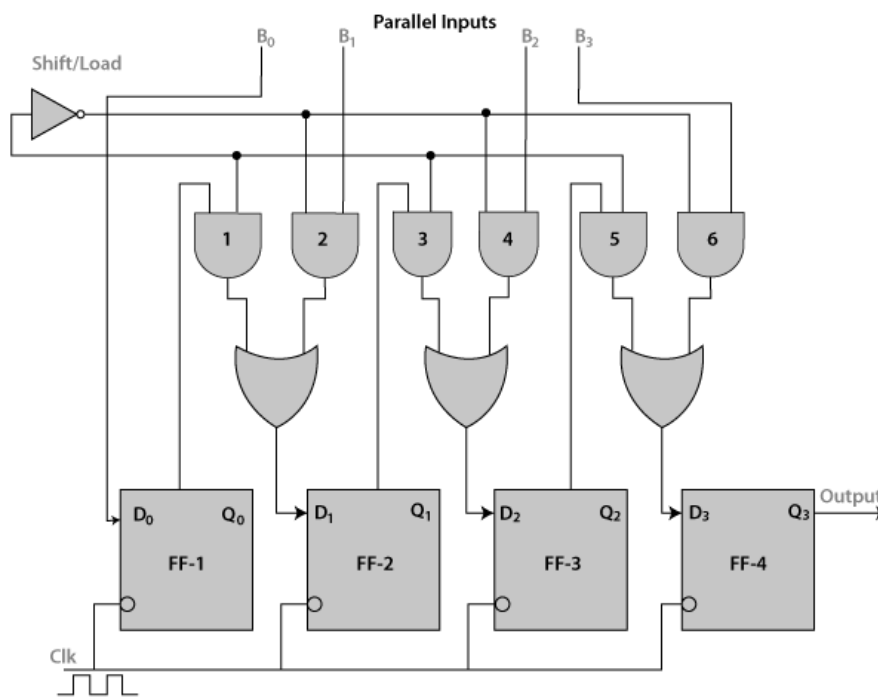 Parallel Inputs
B₀ B₁ B₂ B₃
Shift/Load
1 2 3 4 5 6
Output
D₀ Q₀ D₁ Q₁ D₂ Q₂ D₃ Q₃
FF-1 FF-2 FF-3 FF-4
Clk